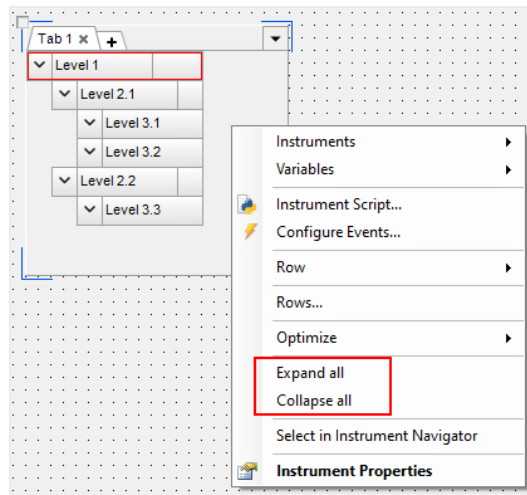 Tab 1
Level 1
Level 2.1
Level 3.1
Level 3.2
Level 2.2
Level 3.3
Instruments
Variables
Instrument Script...
Configure Events...
Row
Rows...
Optimize
Expand all
Collapse all
Select in Instrument Navigator
Instrument Properties